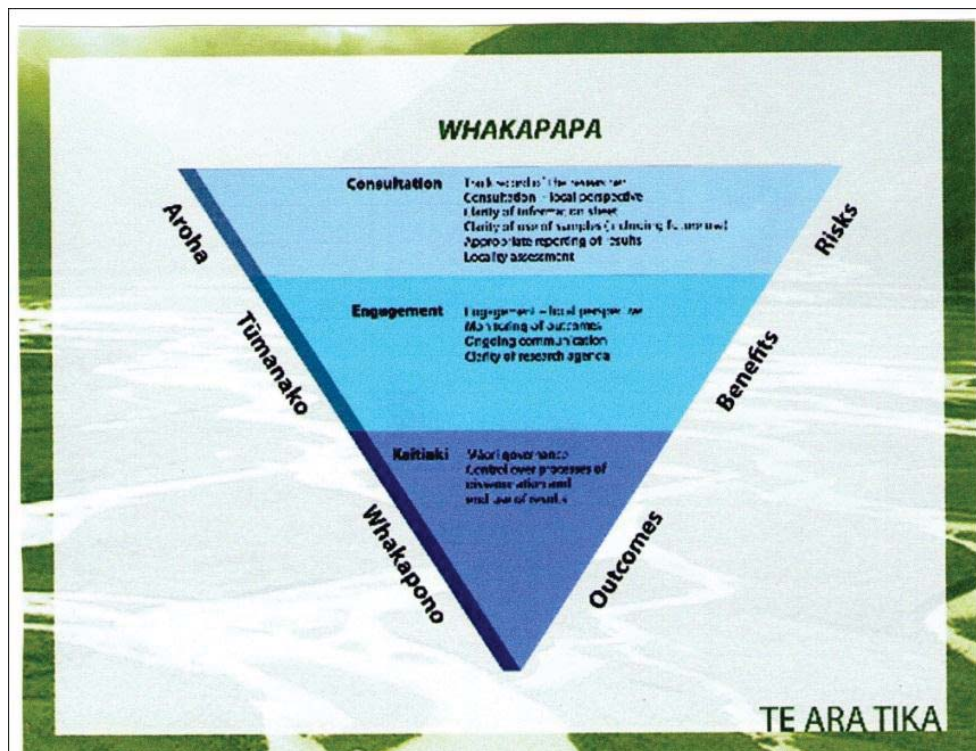 WHAKAPAPA
Consultation
Track record of the researcher
Consultation – local perspective
Clarity of information sheet
Clarity of use of samples (including future use)
Appropriate reporting of results
Locality assessment
Engagement
Engagement – local perspective
Monitoring of outcomes
Ongoing communication
Clarity of research agenda
Kaitiaki
Māori governance
Control over processes of
dissemination and
end use of results
Aroha
Tūmanako
Whakapono
Risks
Benefits
Outcomes
TE ARA TIKA